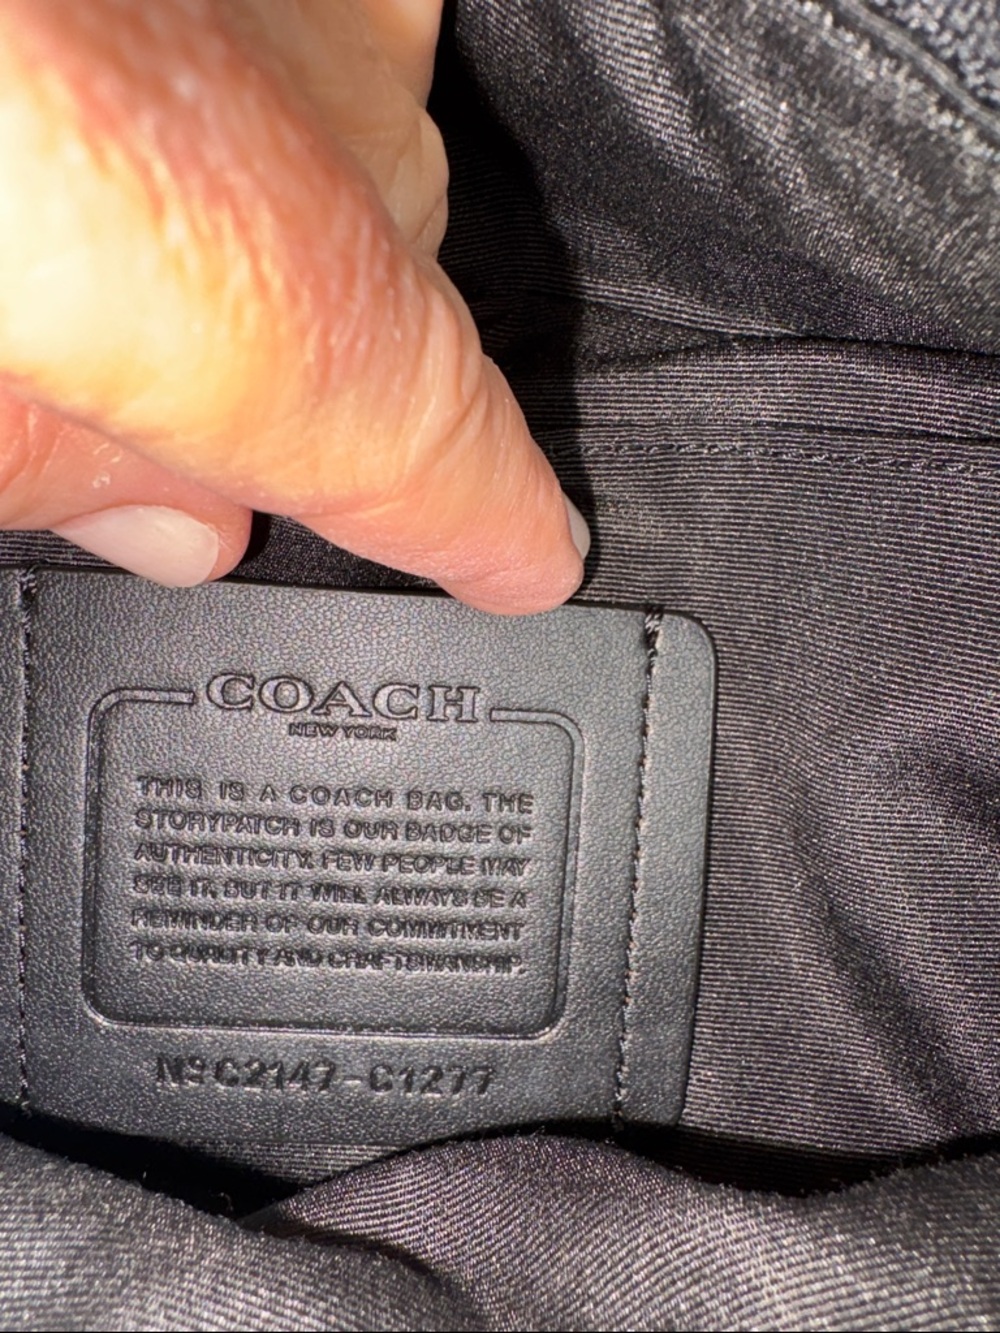 COACH
NEW YORK
THIS IS A COACH BAG. THE
STORYPATCH IS OUR BADGE OF
AUTHENTICITY. FEW PEOPLE MAY
SEE IT, BUT IT WILL ALWAYS BE A
REMINDER OF OUR COMMITMENT
TO QUALITY AND CRAFTSMANSHIP.
Nº C2147-C1277